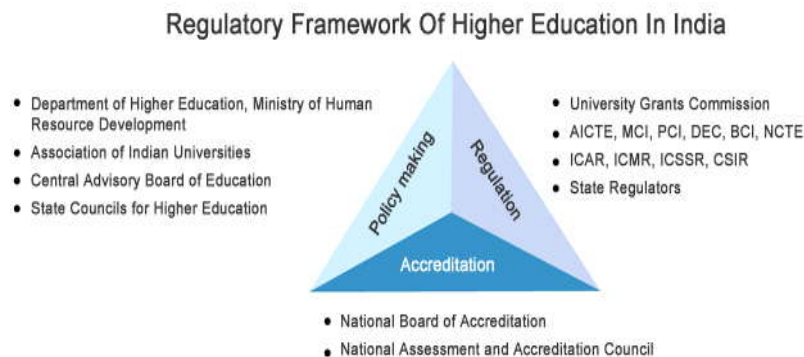 Regulatory Framework Of Higher Education In India
• Department of Higher Education, Ministry of Human
Resource Development
• Association of Indian Universities
• Central Advisory Board of Education
• State Councils for Higher Education
Policy making
Regulation
Accreditation
• University Grants Commission
• AICTE, MCI, PCI, DEC, BCI, NCTE
• ICAR, ICMR, ICSSR, CSIR
• State Regulators
• National Board of Accreditation
• National Assessment and Accreditation Council